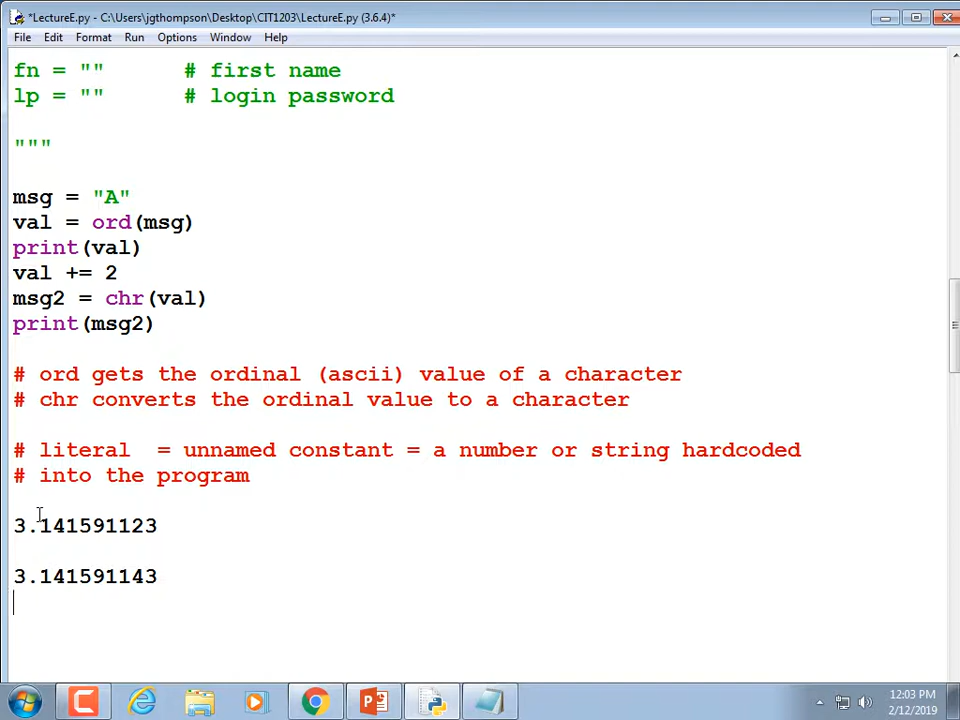 *LectureE.py - C:\Users\jgthompson\Desktop\CIT1203\LectureE.py (3.6.4)*
File Edit Format Run Options Window Help
fn = ""      # first name
lp = ""      # login password
"""
msg = "A"
val = ord(msg)
print(val)
val += 2
msg2 = chr(val)
print(msg2)
# ord gets the ordinal (ascii) value of a character
# chr converts the ordinal value to a character
# literal  = unnamed constant = a number or string hardcoded
# into the program
3.141591123
3.141591143
12:03 PM
2/12/2019